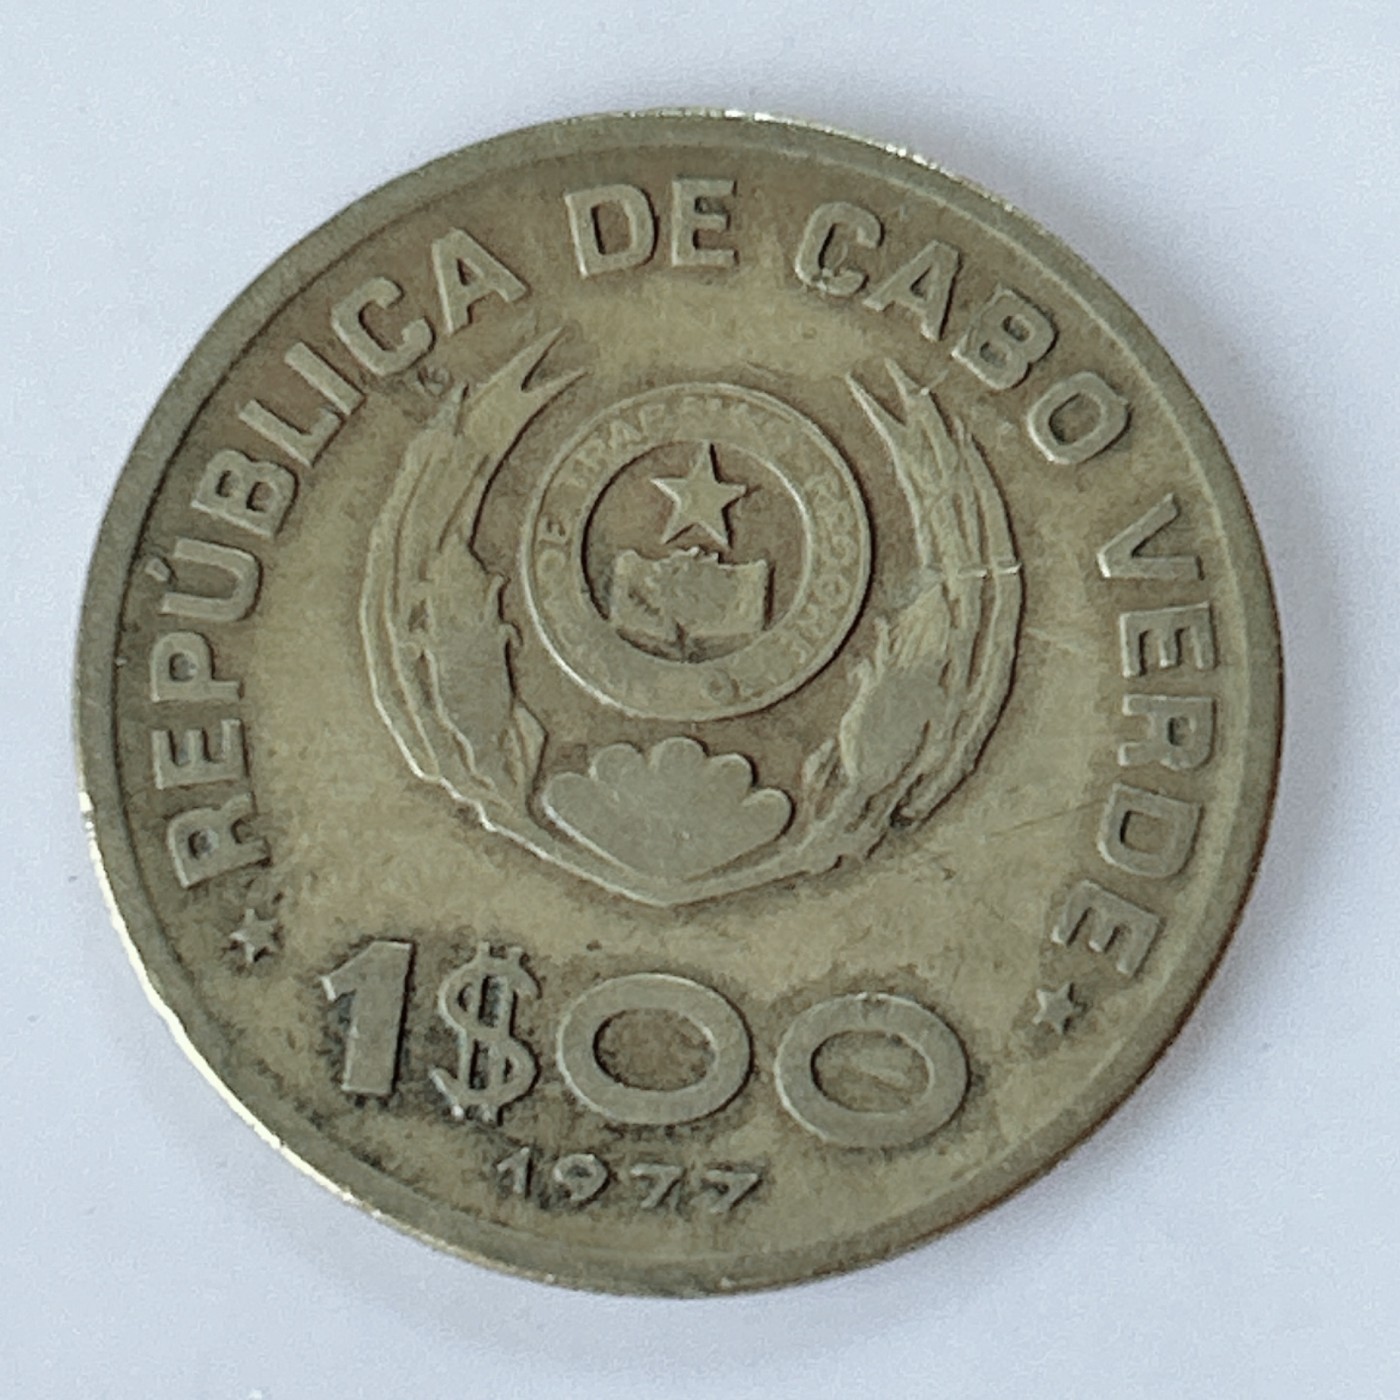 REPÚBLICA DE CABO VERDE
1$00
1977